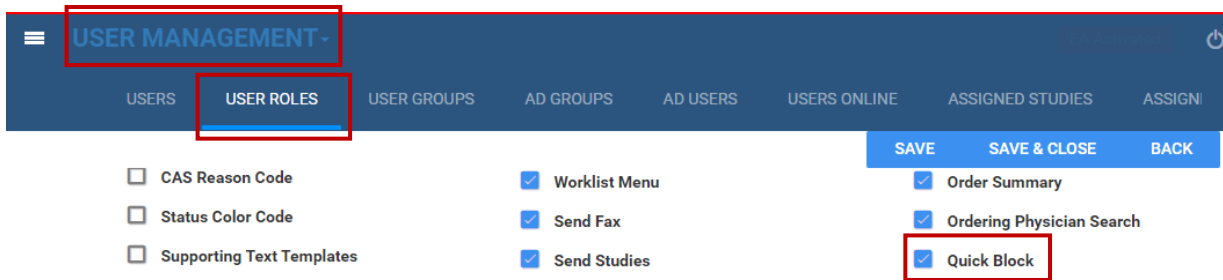 USER MANAGEMENT
USERS USER ROLES USER GROUPS AD GROUPS AD USERS USERS ONLINE ASSIGNED STUDIES ASSIGN
SAVE SAVE & CLOSE BACK
CAS Reason Code Worklist Menu Order Summary
Status Color Code Send Fax Ordering Physician Search
Supporting Text Templates Send Studies Quick Block